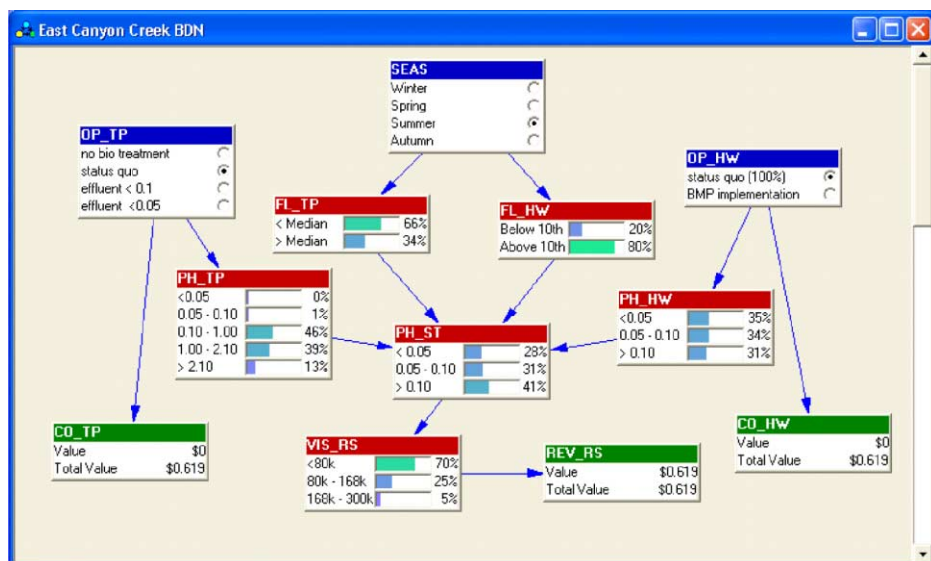 East Canyon Creek BDN
SEAS
Winter
Spring
Summer
Autumn
OP_TP
no bio treatment
status quo
effluent < 0.1
effluent <0.05
OP_HW
status quo (100%)
BMP implementation
FL_TP
< Median 66%
> Median 34%
FL_HW
Below 10th 20%
Above 10th 80%
PH_TP
<0.05 0%
0.05 - 0.10 1%
0.10 - 1.00 46%
1.00 - 2.10 39%
> 2.10 13%
PH_ST
< 0.05 28%
0.05 - 0.10 31%
> 0.10 41%
PH_HW
<0.05 35%
0.05 - 0.10 34%
> 0.10 31%
CO_TP
Value $0
Total Value $0.619
VIS_RS
<80k 70%
80k - 168k 25%
168k - 300k 5%
REV_RS
Value $0.619
Total Value $0.619
CO_HW
Value $0
Total Value $0.619